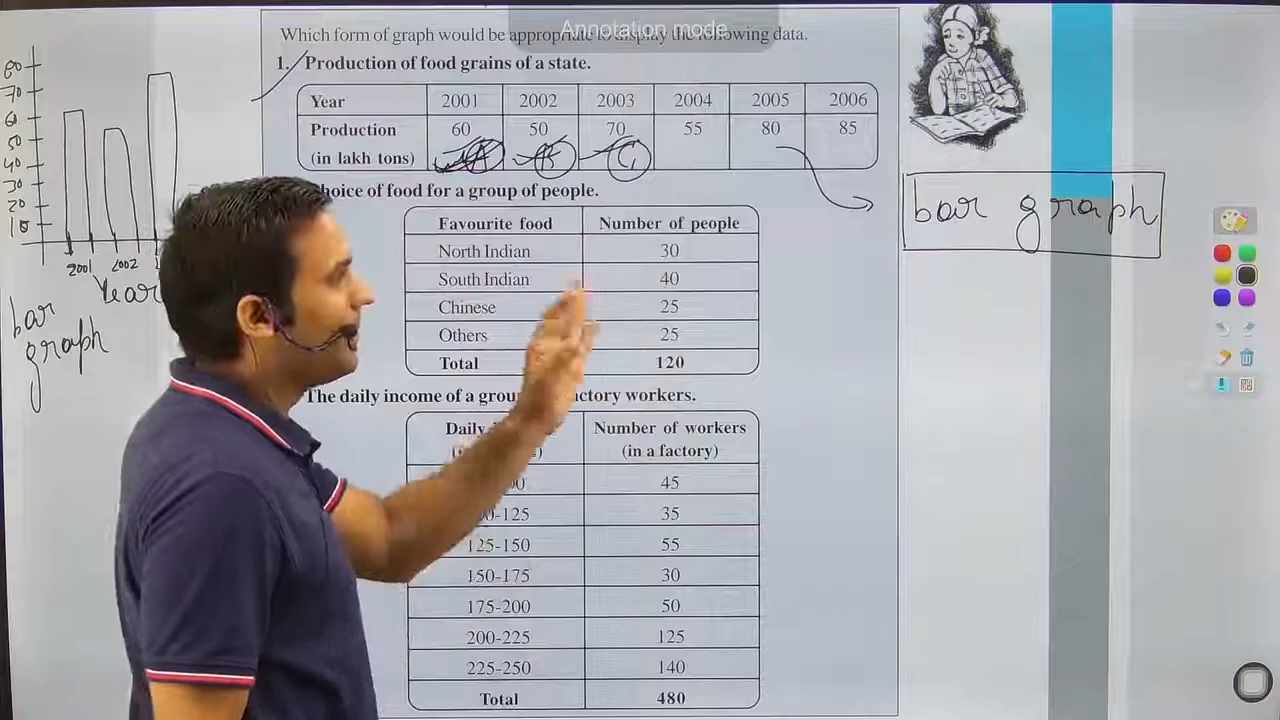 Annotation mode
Which form of graph would be appropriate to display the following data.
1. Production of food grains of a state.
Year 2001 2002 2003 2004 2005 2006
Production 60 50 70 55 80 85
(in lakh tons) A B C
bar graph
hoice of food for a group of people.
Favourite food Number of people
North Indian 30
South Indian 40
Chinese 25
Others 25
Total 120
The daily income of a grou ctory workers.
Daily Number of workers
(in a factory)
45
-125 35
125-150 55
150-175 30
175-200 50
200-225 125
225-250 140
Total 480
80
70
60
50
40
30
20
10
2001 2002
Year
bar
graph